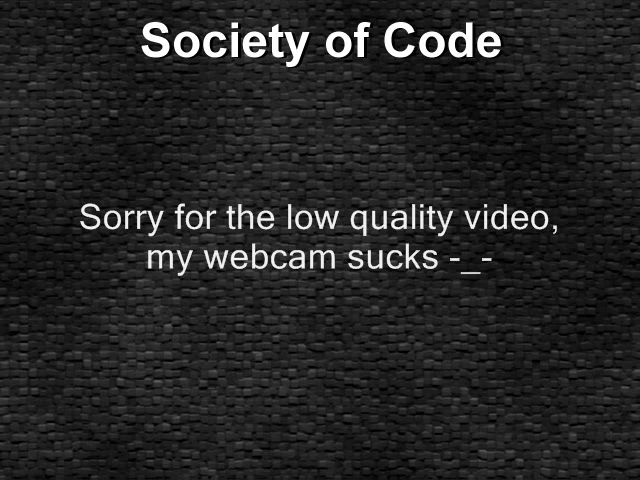 Society of Code
Sorry for the low quality video,
my webcam sucks -_-